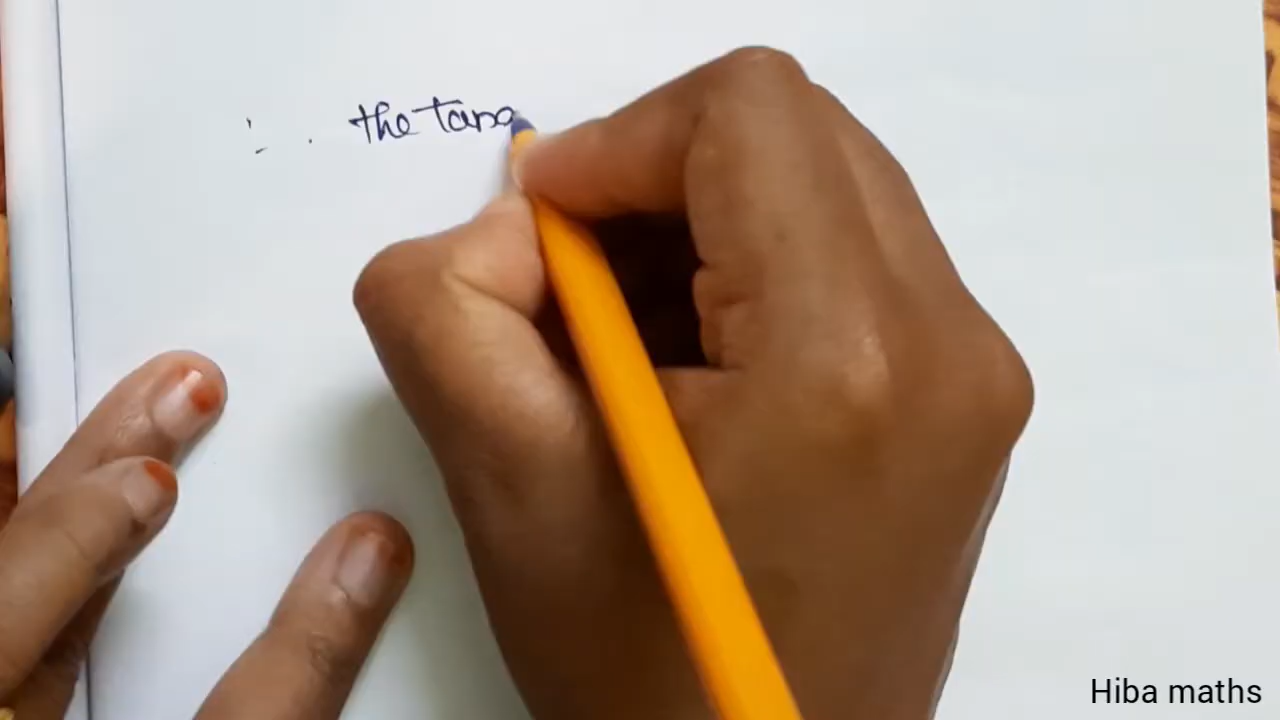 ∴ the tang
Hiba maths